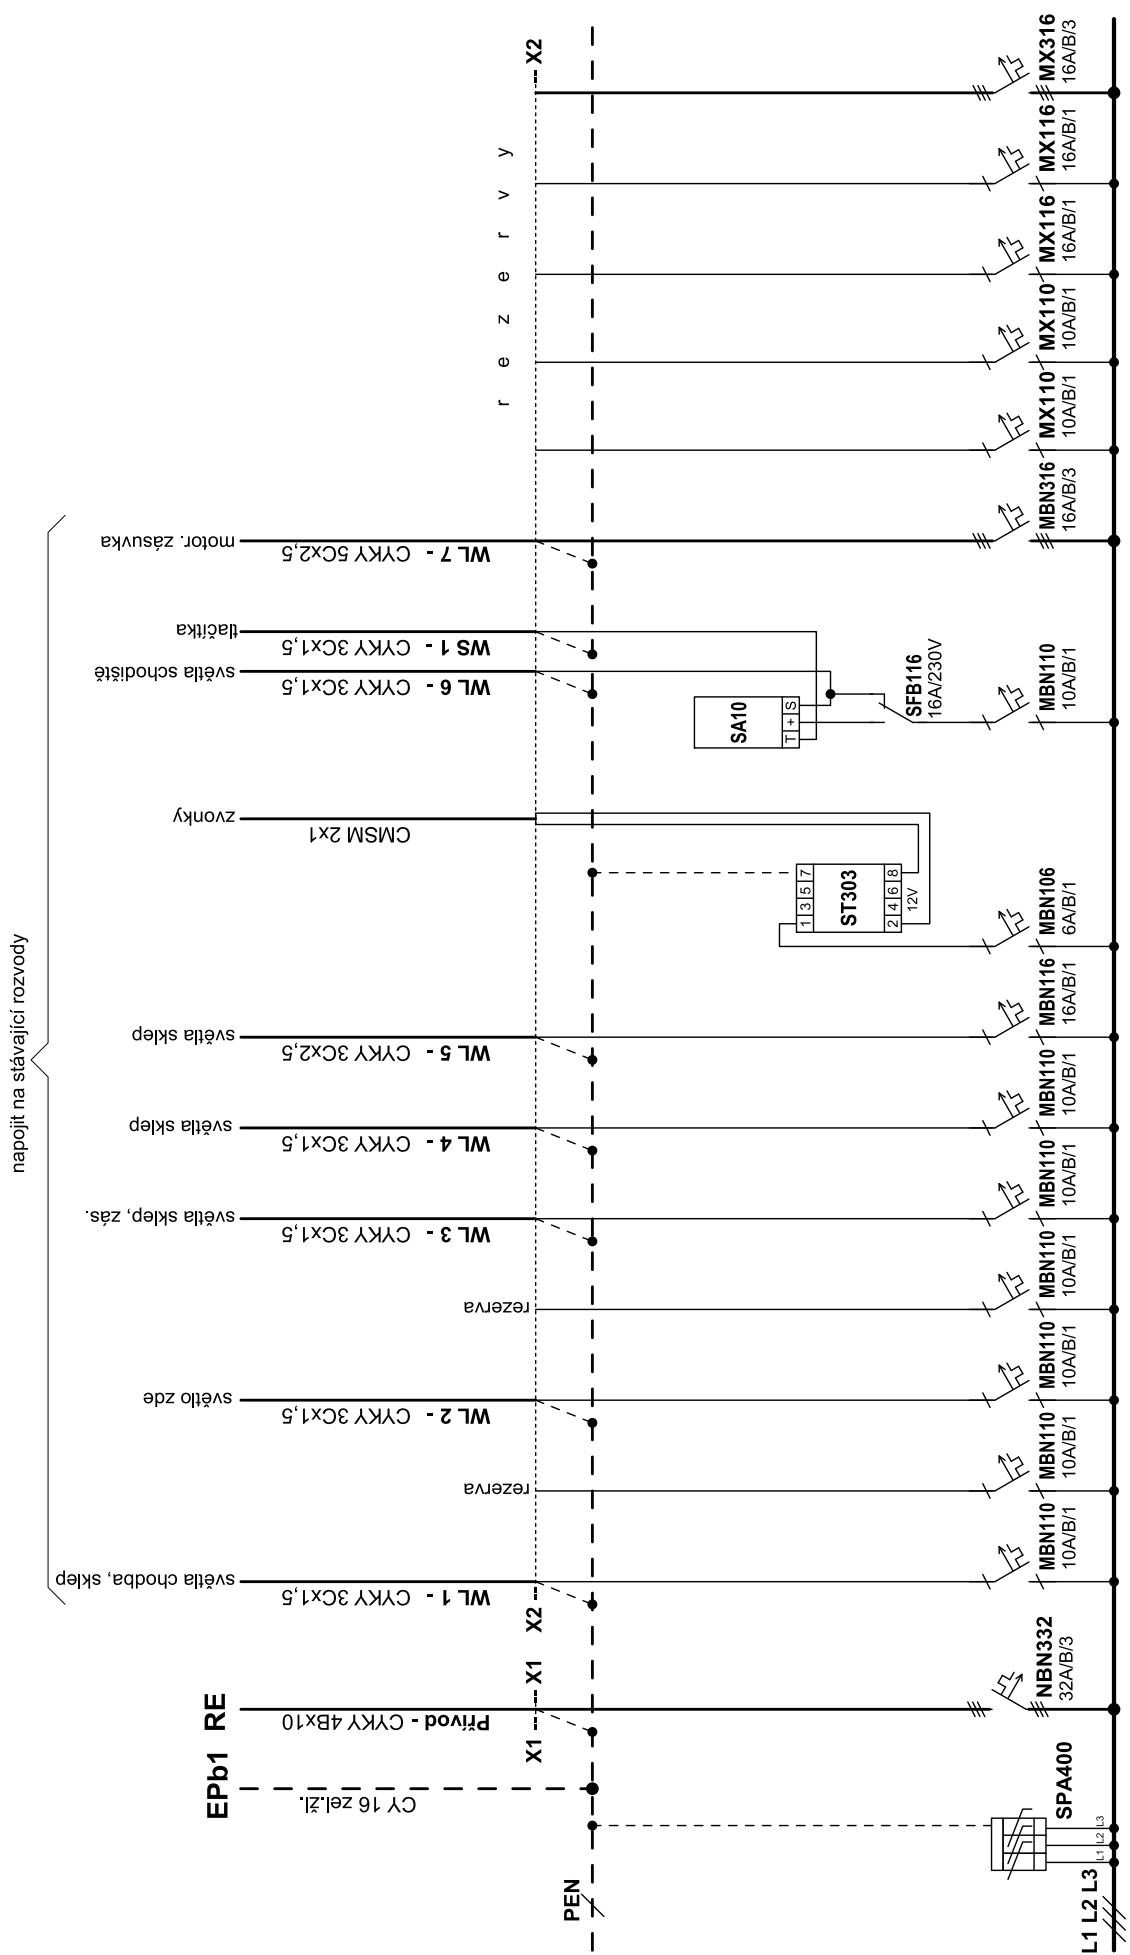 napojit na stávající rozvody
EPb1
CY 16 zel.žl.
RE
Přívod - CYKY 4Bx10
světla chodba, sklep
WL 1 - CYKY 3Cx1,5
rezerva
světlo zde
WL 2 - CYKY 3Cx1,5
rezerva
světla sklep, zás.
WL 3 - CYKY 3Cx1,5
světla sklep
WL 4 - CYKY 3Cx1,5
světla sklep
WL 5 - CYKY 3Cx2,5
zvonky
CMSM 2x1
světla schodiště
WL 6 - CYKY 3Cx1,5
tlačítka
WS 1 - CYKY 3Cx1,5
motor. zásuvka
WL 7 - CYKY 5Cx2,5
r e z e r v y
X1 X1
X2 X2
PEN
1 3 5 7
ST303
2 4 6 8
12V
SA10
T + S
SFB116
16A/230V
SPA400
L1 L2 L3
L1 L2 L3
NBN332
32A/B/3
MBN110
10A/B/1
MBN110
10A/B/1
MBN110
10A/B/1
MBN110
10A/B/1
MBN110
10A/B/1
MBN110
10A/B/1
MBN116
16A/B/1
MBN106
6A/B/1
MBN110
10A/B/1
MBN316
16A/B/3
MX110
10A/B/1
MX110
10A/B/1
MX116
16A/B/1
MX116
16A/B/1
MX316
16A/B/3